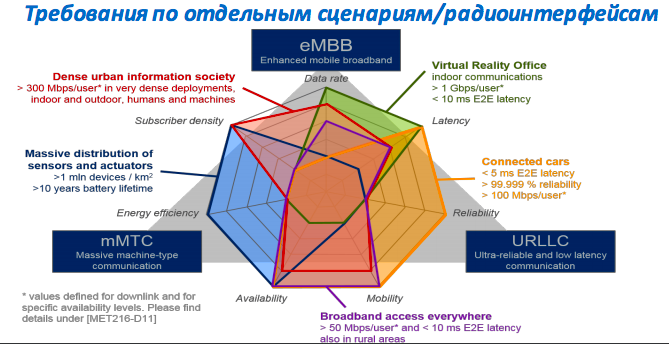 Требования по отдельным сценариям/радиоинтерфейсам
eMBB
Enhanced mobile broadband
Data rate
Dense urban information society
> 300 Mbps/user* in very dense deployments,
indoor and outdoor, humans and machines
Virtual Reality Office
indoor communications
> 1 Gbps/user*
< 10 ms E2E latency
Subscriber density
Latency
Massive distribution of
sensors and actuators
>1 mln devices / km²
>10 years battery lifetime
Connected cars
< 5 ms E2E latency
> 99.999 % reliability
> 100 Mbps/user*
Energy efficiency
Reliability
mMTC
Massive machine-type
communication
URLLC
Ultra-reliable and low latency
communication
Availability
Mobility
* values defined for downlink and for
specific availability levels. Please find
details under [MET216-D11]
Broadband access everywhere
> 50 Mbps/user* and < 10 ms E2E latency
also in rural areas